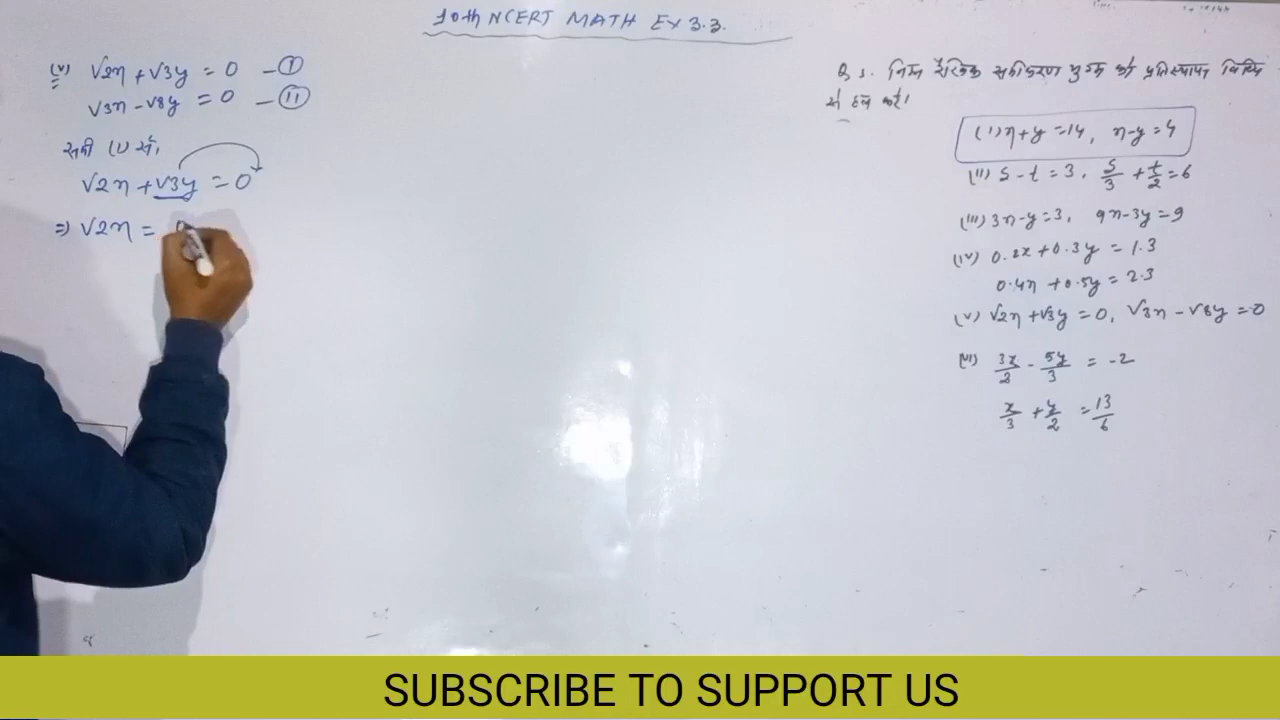 10th NCERT MATH EX 3.3.
(v) √2x + √3y = 0 – (I)
√3x – √8y = 0 – (II)
समी (1) से,
√2x + √3y = 0
⇒ √2x = 0
Q 1. निम्न रैखिक समीकरण युग्म को प्रतिस्थापन विधि
से हल करें।
(i) x + y = 14, x – y = 4
(ii) s – t = 3, s/3 + t/2 = 6
(iii) 3x – y = 3, 9x – 3y = 9
(iv) 0.2x + 0.3y = 1.3
0.4x + 0.5y = 2.3
(v) √2x + √3y = 0, √3x – √8y = 0
(vi) 3x/2 – 5y/3 = -2
x/3 + y/2 = 13/6
SUBSCRIBE TO SUPPORT US